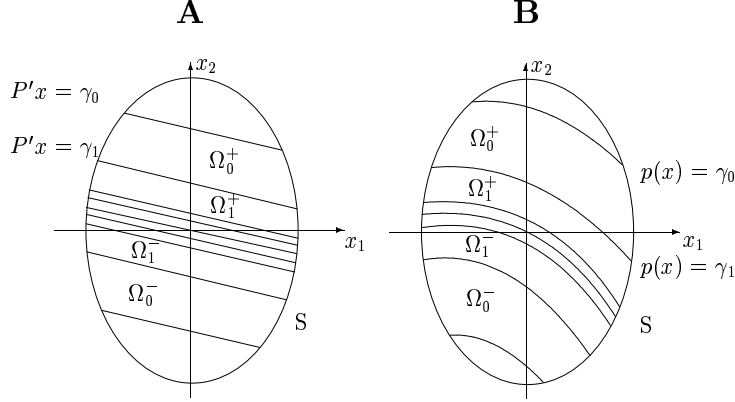 A
B
x₂
x₂
P′x = γ₀
P′x = γ₁
Ω₀⁺
Ω₁⁺
Ω₁⁻
Ω₀⁻
x₁
S
Ω₀⁺
p(x) = γ₀
Ω₁⁺
x₁
Ω₁⁻
p(x) = γ₁
Ω₀⁻
S